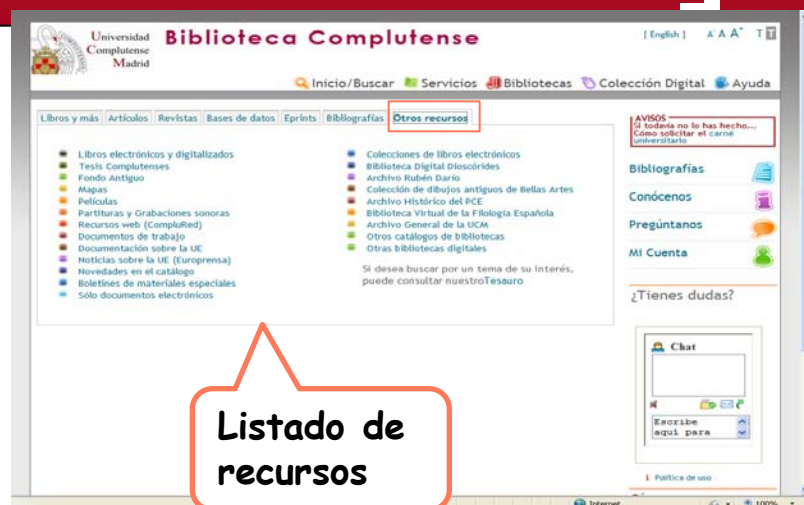 Universidad
Complutense
Madrid
Biblioteca Complutense
[ English ] A A A+ T T
Inicio/Buscar Servicios Bibliotecas Colección Digital Ayuda
Libros y más Artículos Revistas Bases de datos Eprints Bibliografías Otros recursos
Libros electrónicos y digitalizados
Tesis Complutenses
Fondo Antiguo
Mapas
Películas
Partituras y Grabaciones sonoras
Recursos web (CompluRed)
Documentos de trabajo
Documentación sobre la UE
Noticias sobre la UE (Europrensa)
Novedades en el catálogo
Boletines de materiales especiales
Sólo documentos electrónicos
Colecciones de libros electrónicos
Biblioteca Digital Dioscórides
Archivo Rubén Darío
Colección de dibujos antiguos de Bellas Artes
Archivo Histórico del PCE
Biblioteca Virtual de la Filología Española
Archivo General de la UCM
Otros catálogos de bibliotecas
Otras bibliotecas digitales
Si desea buscar por un tema de su interés,
puede consultar nuestroTesauro
AVISOS
Si todavía no lo has hecho...
Cómo solicitar el carné
universitario
Bibliografías
Conócenos
Pregúntanos
Mi Cuenta
¿Tienes dudas?
Chat
Escribe
aquí para
Política de uso
Listado de
recursos
Internet
100%